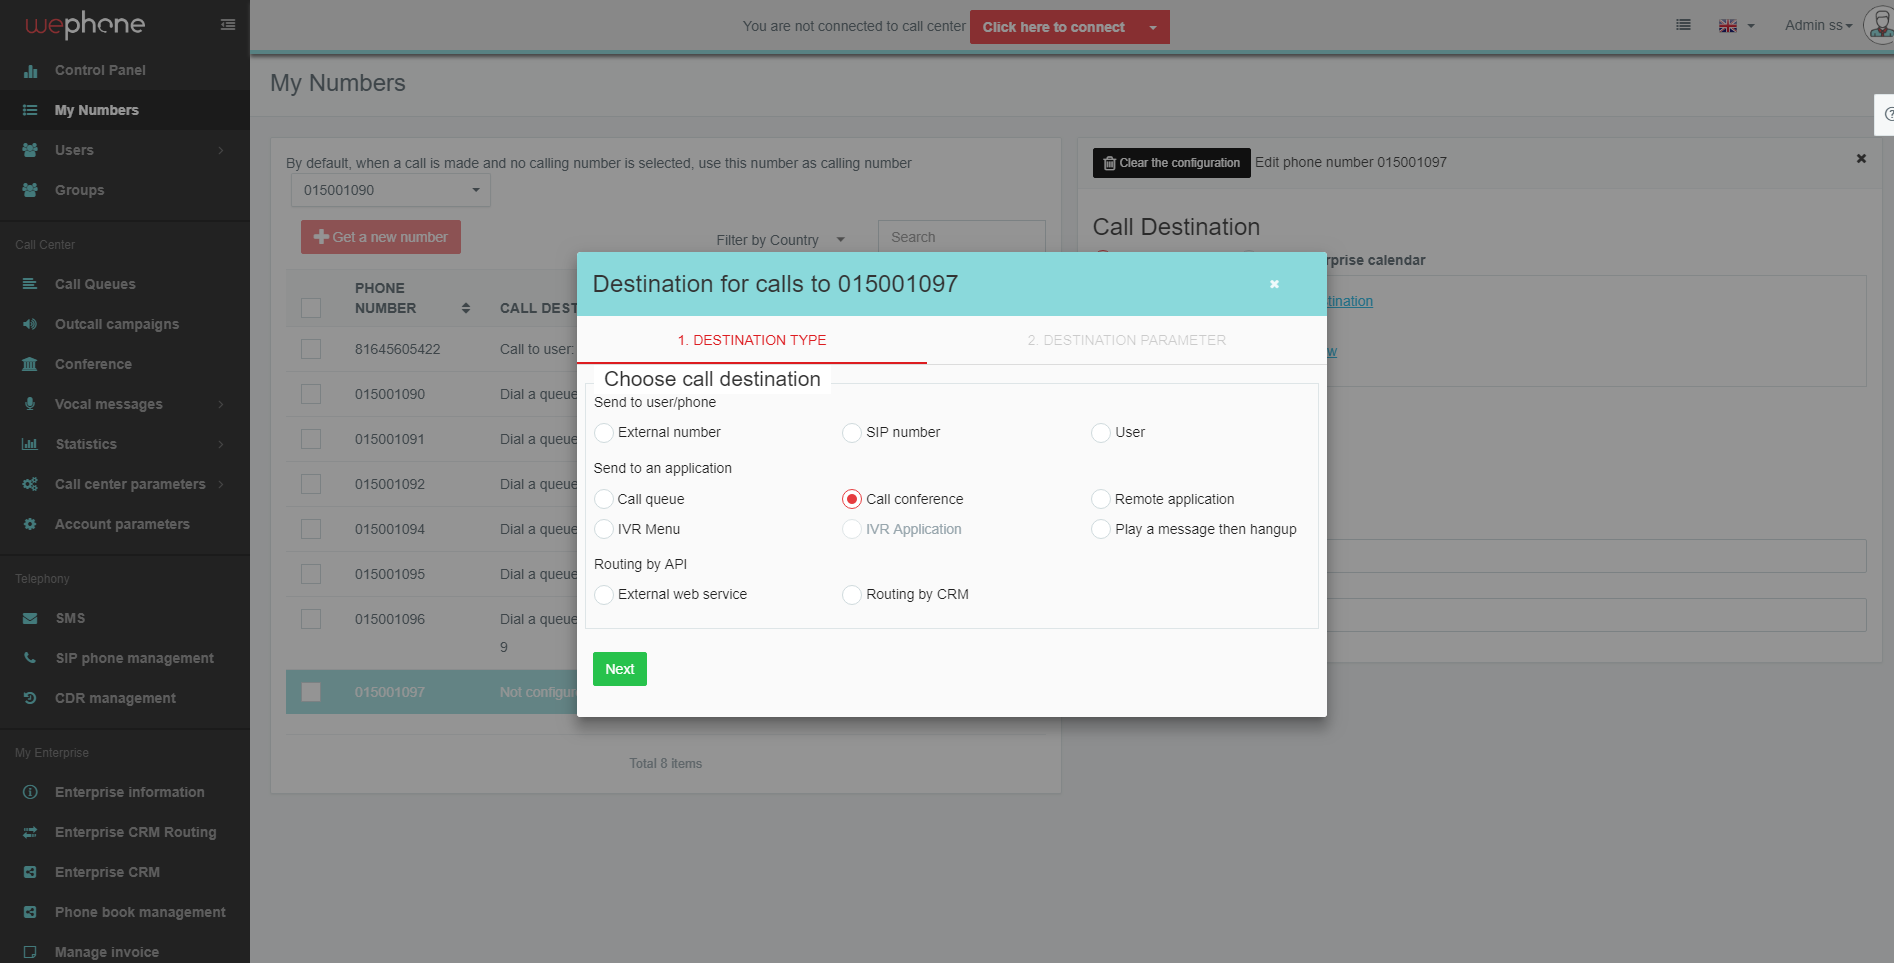 wephone
You are not connected to call center
Click here to connect
Admin ss
Control Panel
My Numbers
Users
Groups
Call Center
Call Queues
Outcall campaigns
Conference
Vocal messages
Statistics
Call center parameters
Account parameters
Telephony
SMS
SIP phone management
CDR management
My Enterprise
Enterprise information
Enterprise CRM Routing
Enterprise CRM
Phone book management
Manage invoice
My Numbers
By default, when a call is made and no calling number is selected, use this number as calling number
015001090
Get a new number
Filter by Country
Search
PHONE
NUMBER
CALL DEST
81645605422 Call to user:
015001090 Dial a queue
015001091 Dial a queue
015001092 Dial a queue
015001094 Dial a queue
015001095 Dial a queue
015001096 Dial a queue
9
015001097 Not configur
Total 8 items
Clear the configuration
Edit phone number 015001097
Call Destination
rprise calendar
tination
w
Destination for calls to 015001097
1. DESTINATION TYPE
2. DESTINATION PARAMETER
Choose call destination
Send to user/phone
External number
SIP number
User
Send to an application
Call queue
Call conference
Remote application
IVR Menu
IVR Application
Play a message then hangup
Routing by API
External web service
Routing by CRM
Next